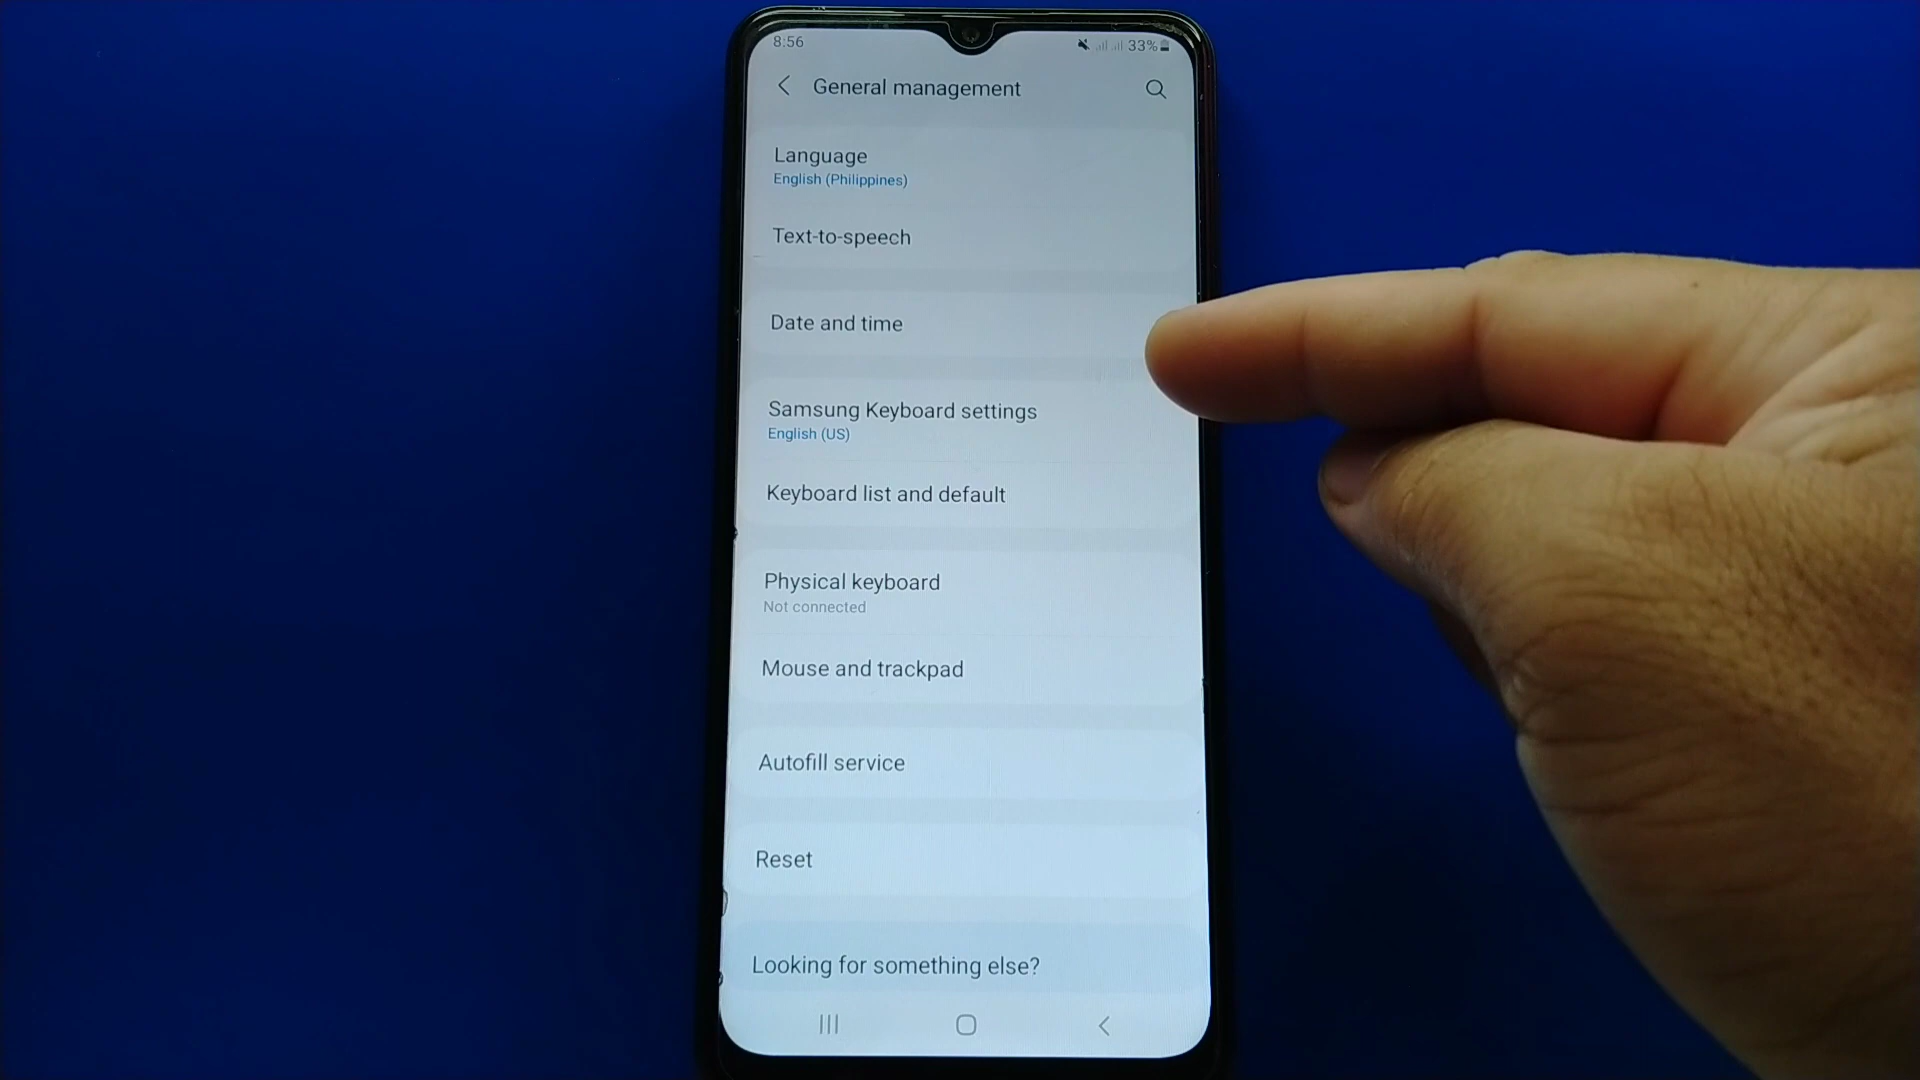 8:56
33%
General management
Language
English (Philippines)
Text-to-speech
Date and time
Samsung Keyboard settings
English (US)
Keyboard list and default
Physical keyboard
Not connected
Mouse and trackpad
Autofill service
Reset
Looking for something else?